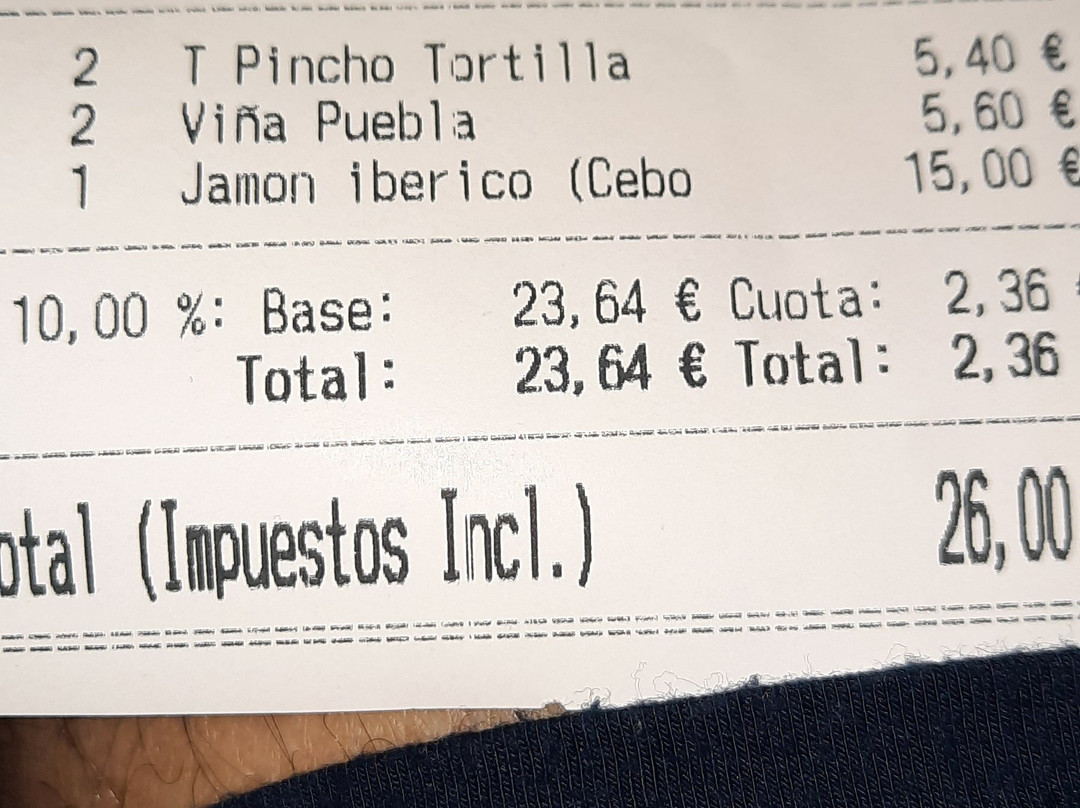 2 T Pincho Tortilla 5,40 €
2 Viña Puebla 5,60 €
1 Jamon iberico (Cebo 15,00 €
10,00 %: Base: 23,64 € Cuota: 2,36 €
Total: 23,64 € Total: 2,36
otal (Impuestos Incl.) 26,00